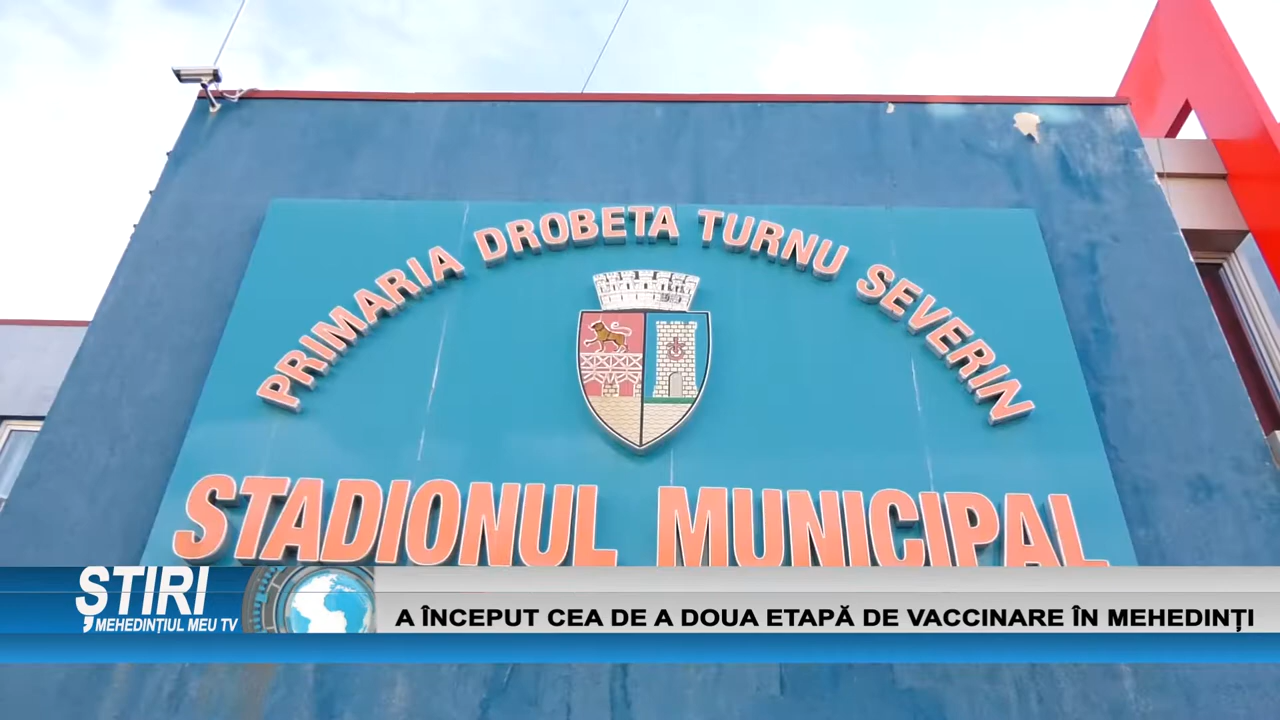 PRIMARIA DROBETA TURNU SEVERIN
STADIONUL MUNICIPAL
ȘTIRI
MEHEDINȚIUL MEU TV
A ÎNCEPUT CEA DE A DOUA ETAPĂ DE VACCINARE ÎN MEHEDINȚI